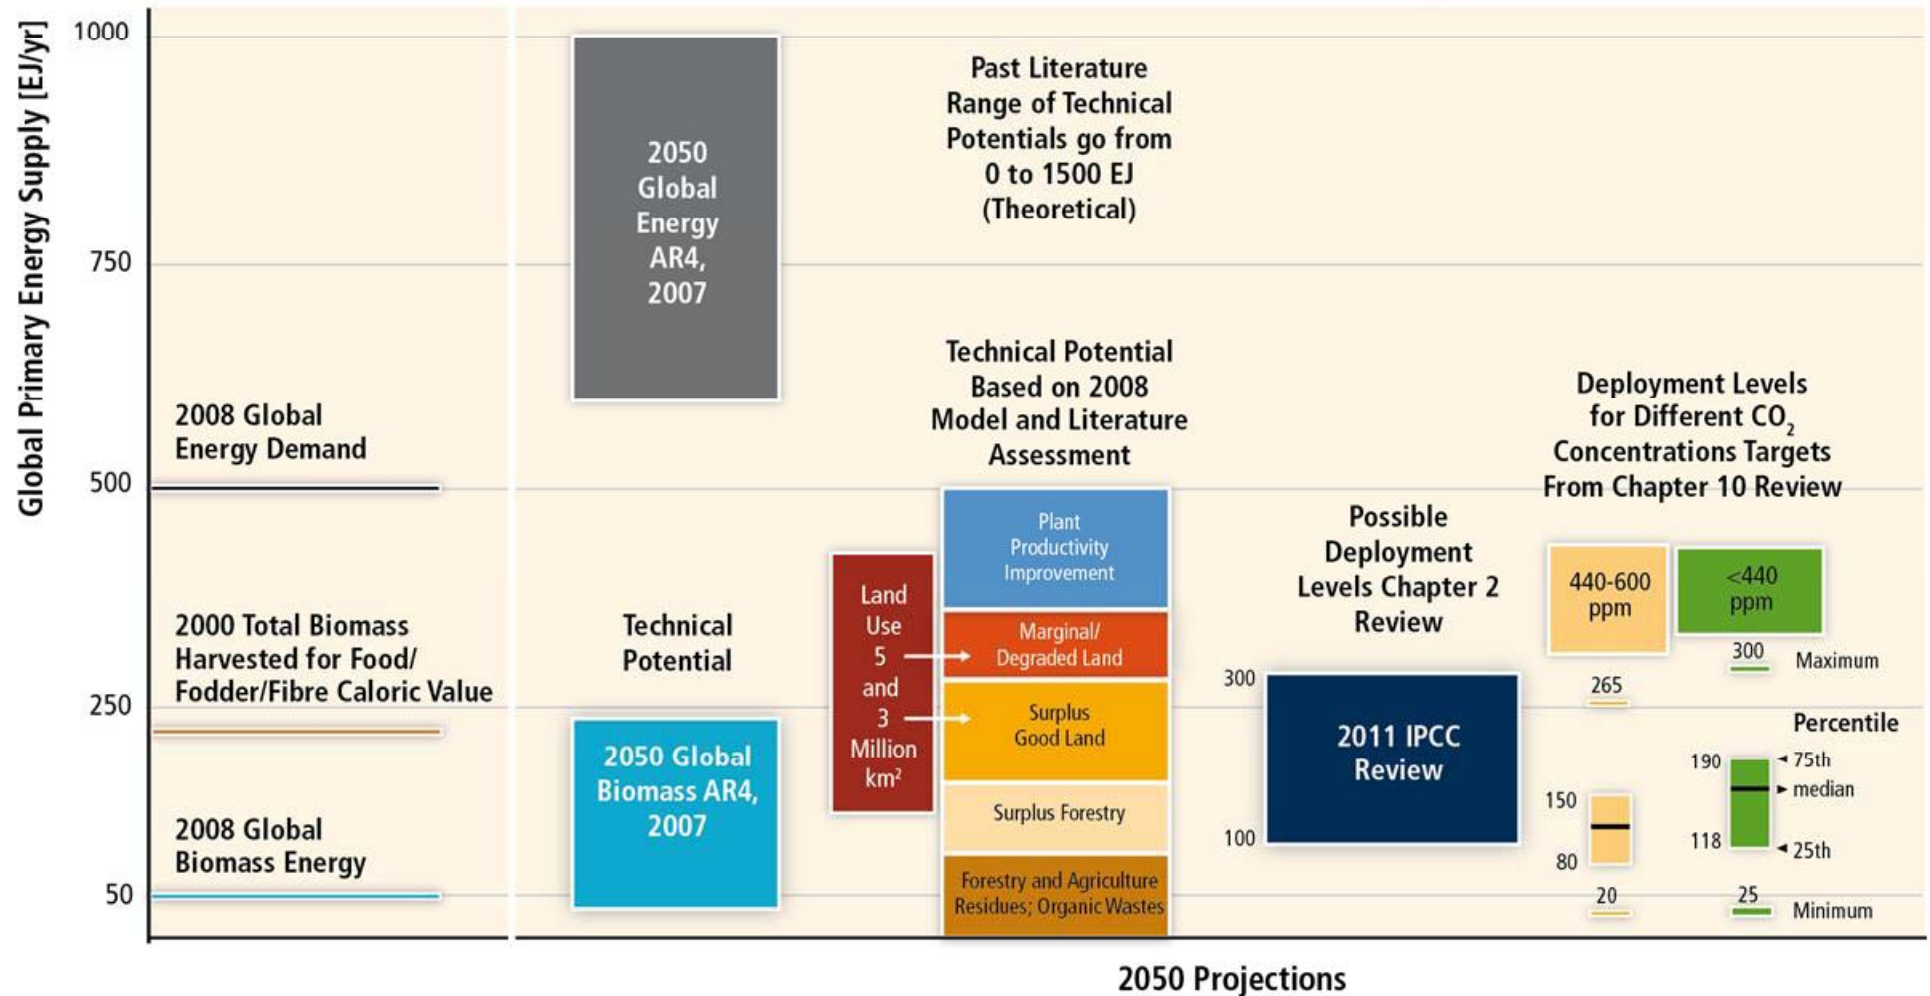 Global Primary Energy Supply [EJ/yr]
1000
750
500
250
50
2008 Global
Energy Demand
2000 Total Biomass
Harvested for Food/
Fodder/Fibre Caloric Value
2008 Global
Biomass Energy
2050
Global
Energy
AR4,
2007
Technical
Potential
2050 Global
Biomass AR4,
2007
Past Literature
Range of Technical
Potentials go from
0 to 1500 EJ
(Theoretical)
Technical Potential
Based on 2008
Model and Literature
Assessment
Land
Use
5
and
3
Million
km²
Plant
Productivity
Improvement
Marginal/
Degraded Land
Surplus
Good Land
Surplus Forestry
Forestry and Agriculture
Residues; Organic Wastes
Possible
Deployment
Levels Chapter 2
Review
300
100
2011 IPCC
Review
Deployment Levels
for Different CO₂
Concentrations Targets
From Chapter 10 Review
440-600
ppm
<440
ppm
265
150
80
20
300
Maximum
Percentile
190
75th
median
118
25th
25
Minimum
2050 Projections